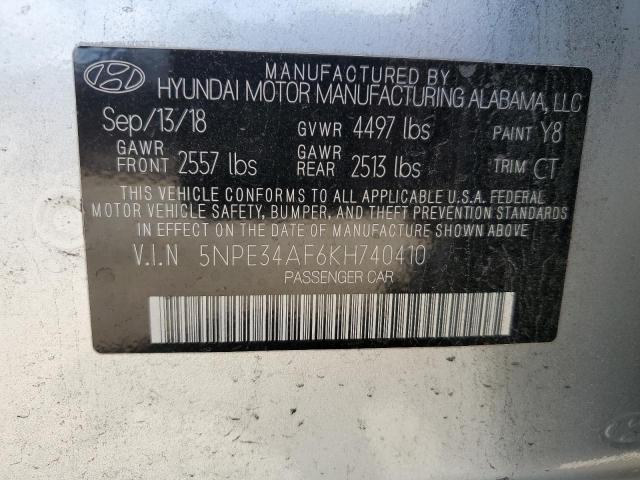 MANUFACTURED BY
HYUNDAI MOTOR MANUFACTURING ALABAMA, LLC
Sep/13/18 GVWR 4497 lbs PAINT Y8
GAWR FRONT 2557 lbs GAWR REAR 2513 lbs TRIM CT
THIS VEHICLE CONFORMS TO ALL APPLICABLE U.S.A. FEDERAL
MOTOR VEHICLE SAFETY, BUMPER, AND THEFT PREVENTION STANDARDS
IN EFFECT ON THE DATE OF MANUFACTURE SHOWN ABOVE.
V.I.N 5NPE34AF6KH740410
PASSENGER CAR